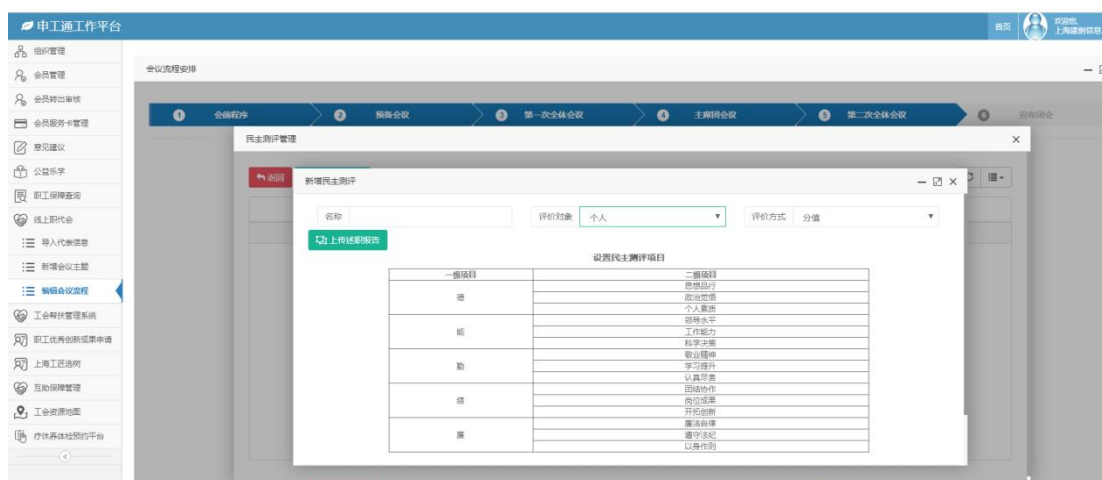 申工通工作平台
首页
欢迎您,
上海建朗信息
组织管理
会员管理
会员转出审核
会员服务卡管理
意见建议
公益乐学
职工保障查询
线上职代会
导入代表信息
新增会议主题
编辑会议流程
工会帮扶管理系统
职工优秀创新成果申请
上海工匠选树
互助保障管理
工会资源地图
疗休养体检预约平台
会议流程安排
1 会前程序
2 预备会议
3 第一次全体会议
4 主席团会议
5 第二次全体会议
6 宣布闭会
民主测评管理
返回
新增民主测评
名称
评价对象 个人
评价方式 分值
上传述职报告
设置民主测评项目
一级项目 二级项目
德
思想品行
政治觉悟
个人素质
能
领导水平
工作能力
科学决策
勤
敬业精神
学习提升
认真尽责
绩
团结协作
岗位成果
开拓创新
廉
廉洁自律
遵守法纪
以身作则